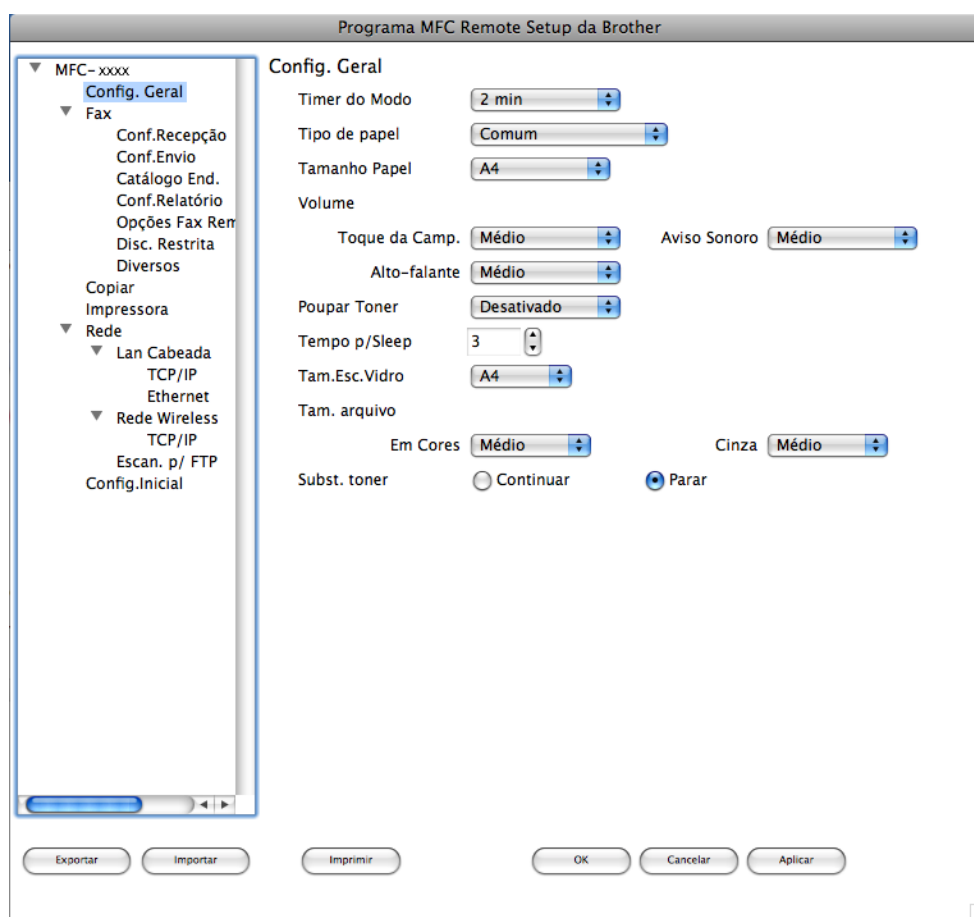 Programa MFC Remote Setup da Brother
MFC-xxxx
Config. Geral
Fax
Conf.Recepção
Conf.Envio
Catálogo End.
Conf.Relatório
Opções Fax Rem
Disc. Restrita
Diversos
Copiar
Impressora
Rede
Lan Cabeada
TCP/IP
Ethernet
Rede Wireless
TCP/IP
Escan. p/ FTP
Config.Inicial
Config. Geral
Timer do Modo 2 min
Tipo de papel Comum
Tamanho Papel A4
Volume
Toque da Camp. Médio Aviso Sonoro Médio
Alto-falante Médio
Poupar Toner Desativado
Tempo p/Sleep 3
Tam.Esc.Vidro A4
Tam. arquivo
Em Cores Médio Cinza Médio
Subst. toner Continuar Parar
Exportar Importar Imprimir OK Cancelar Aplicar